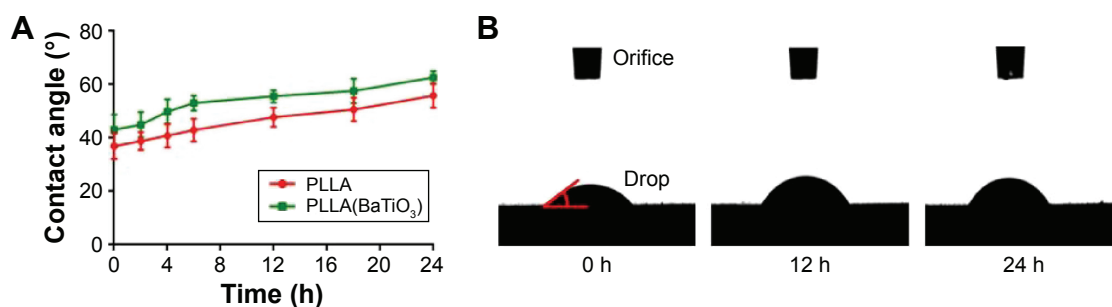 A
Contact angle (°)
80
60
40
20
0
PLLA
PLLA(BaTiO₃)
0 4 8 12 16 20 24
Time (h)
B
Orifice
Drop
0 h 12 h 24 h